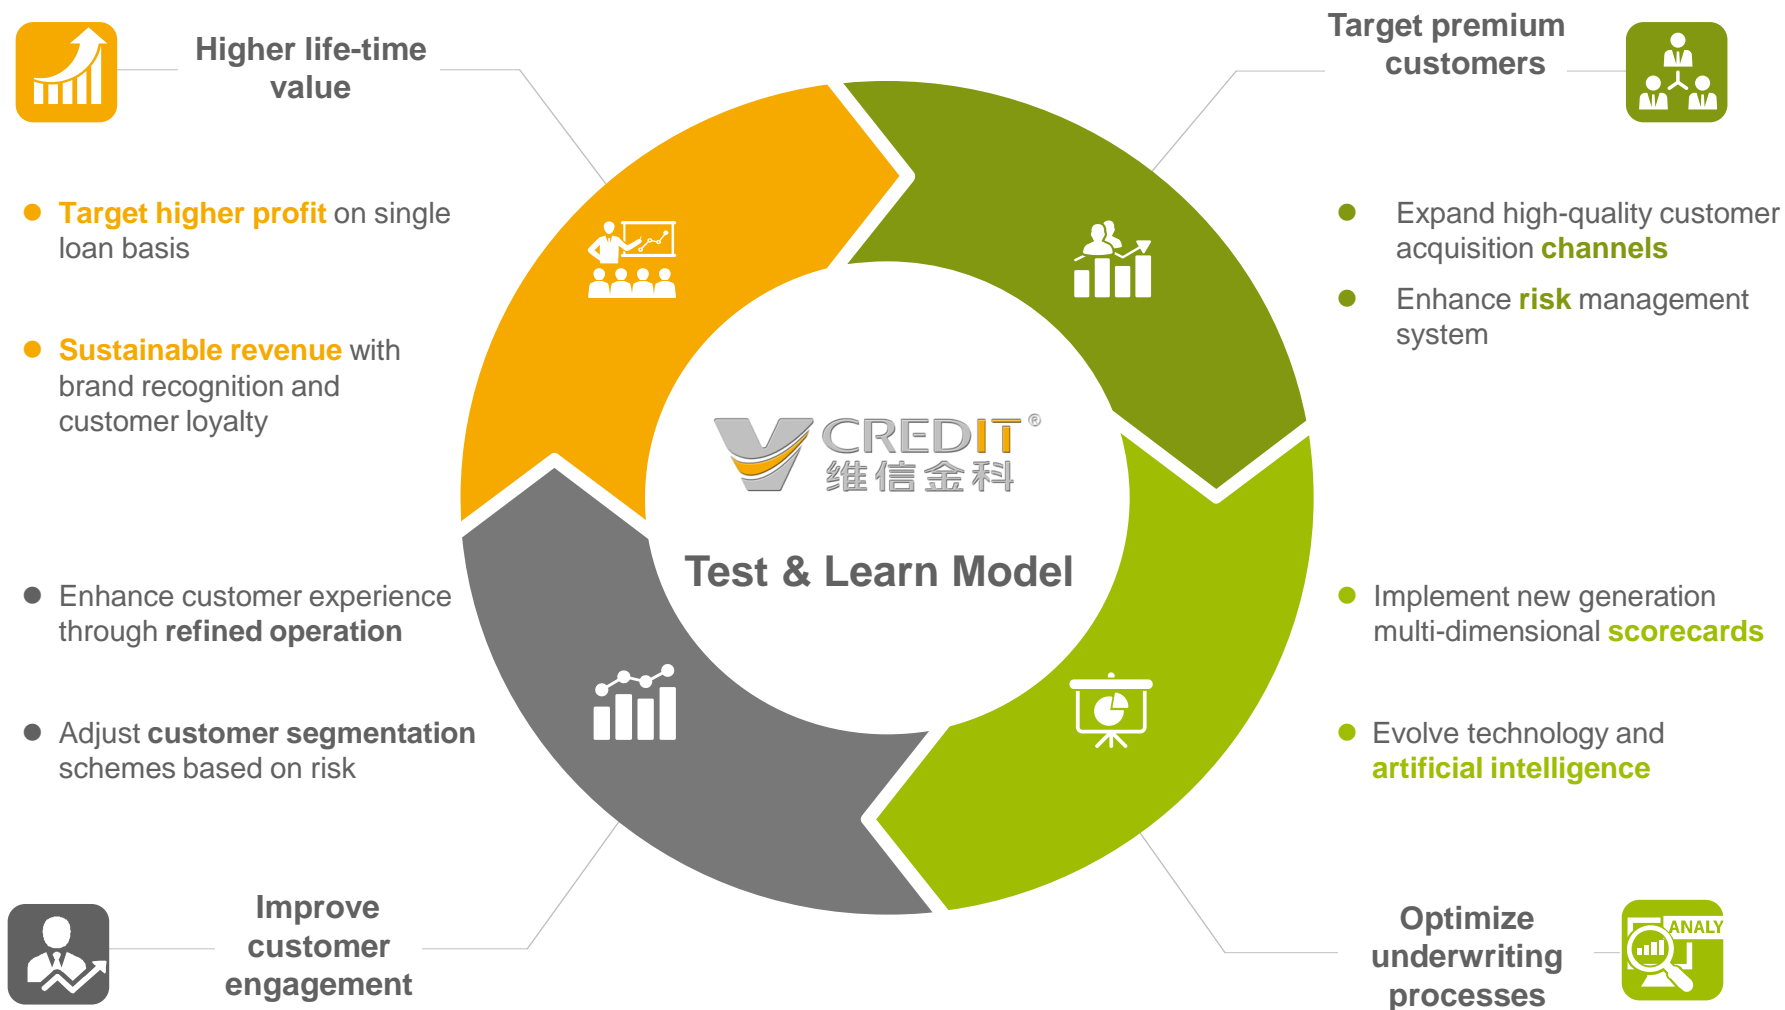 Higher life-time
value
Target higher profit on single
loan basis
Sustainable revenue with
brand recognition and
customer loyalty
Target premium
customers
Expand high-quality customer
acquisition channels
Enhance risk management
system
VCREDIT®
维信金科
Test & Learn Model
Enhance customer experience
through refined operation
Adjust customer segmentation
schemes based on risk
Improve
customer
engagement
Implement new generation
multi-dimensional scorecards
Evolve technology and
artificial intelligence
Optimize
underwriting
processes
ANALY